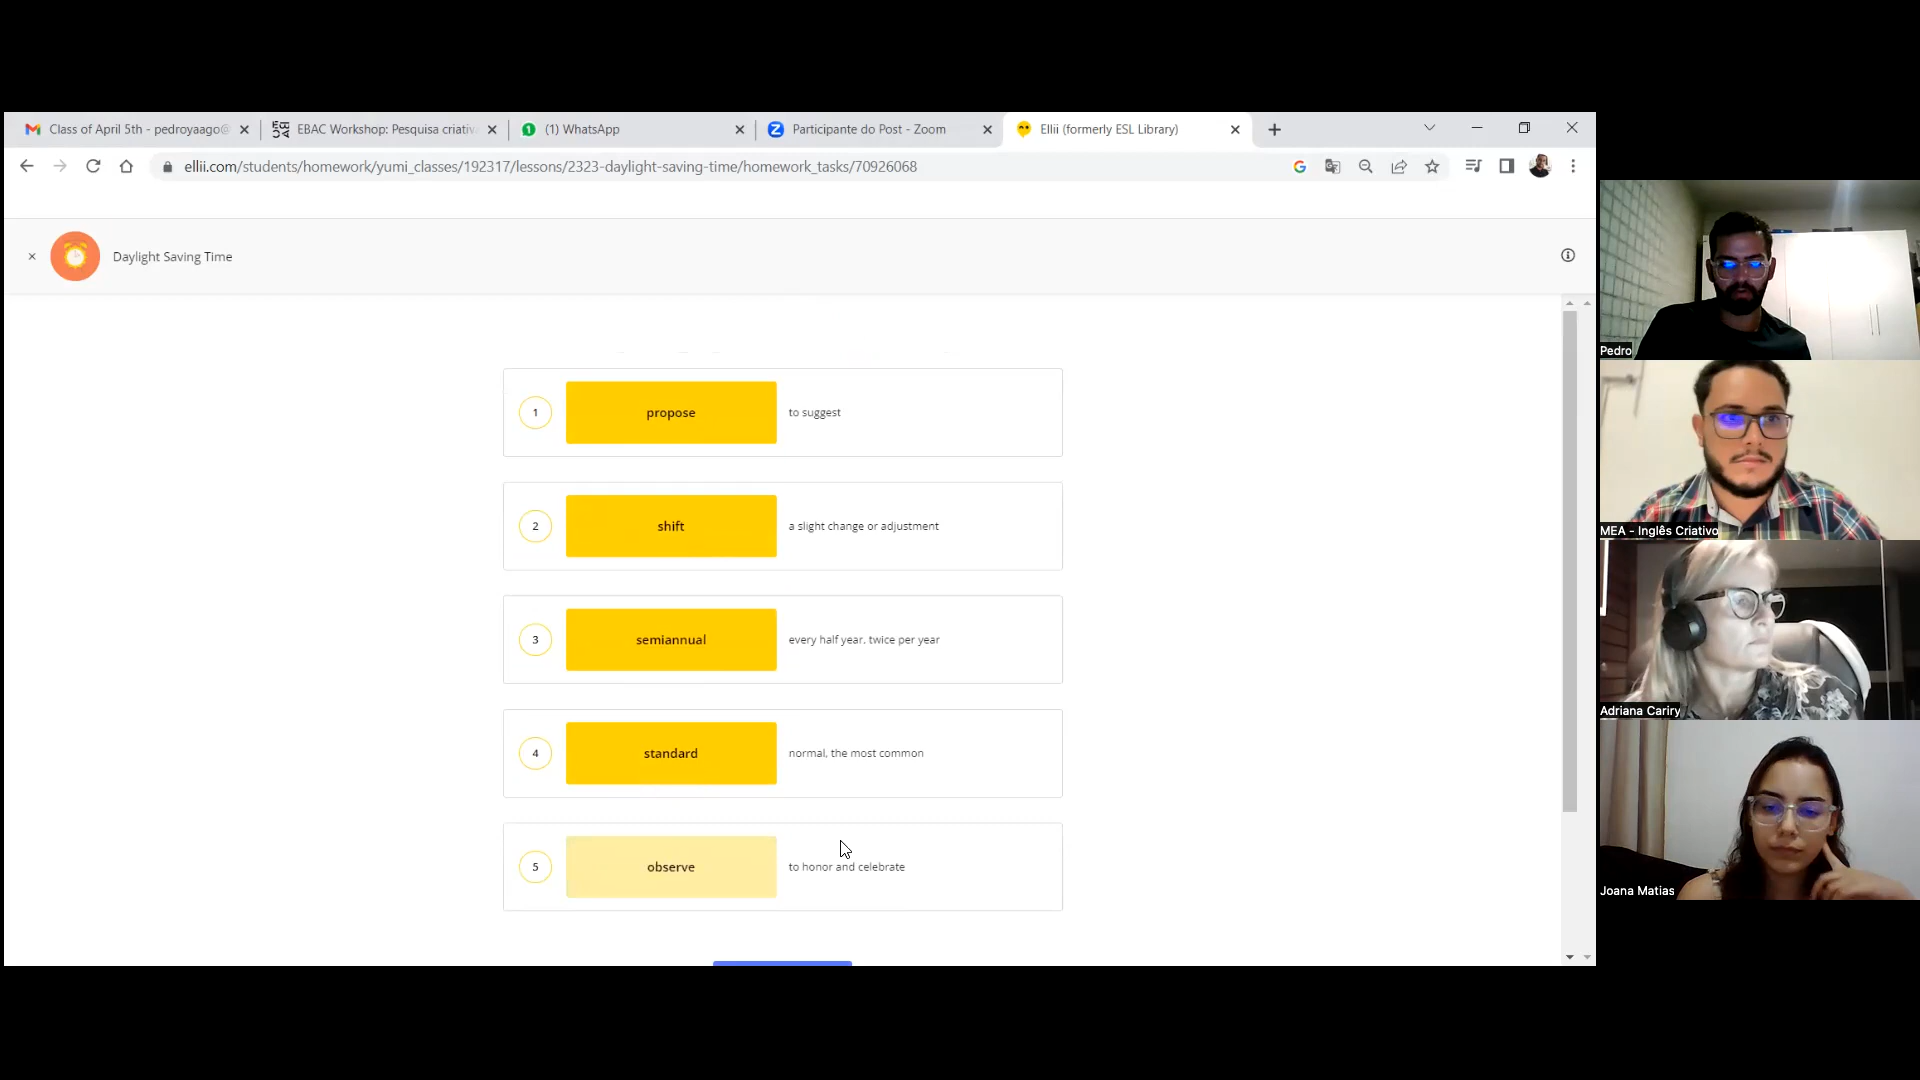 Class of April 5th - pedroyaago@
EBAC Workshop: Pesquisa criativ
(1) WhatsApp
Participante do Post - Zoom
Ellii (formerly ESL Library)
ellii.com/students/homework/yumi_classes/192317/lessons/2323-daylight-saving-time/homework_tasks/70926068
Daylight Saving Time
1 propose to suggest
2 shift a slight change or adjustment
3 semiannual every half year, twice per year
4 standard normal, the most common
5 observe to honor and celebrate
Pedro
MEA - Inglês Criativo
Adriana Cariry
Joana Matias